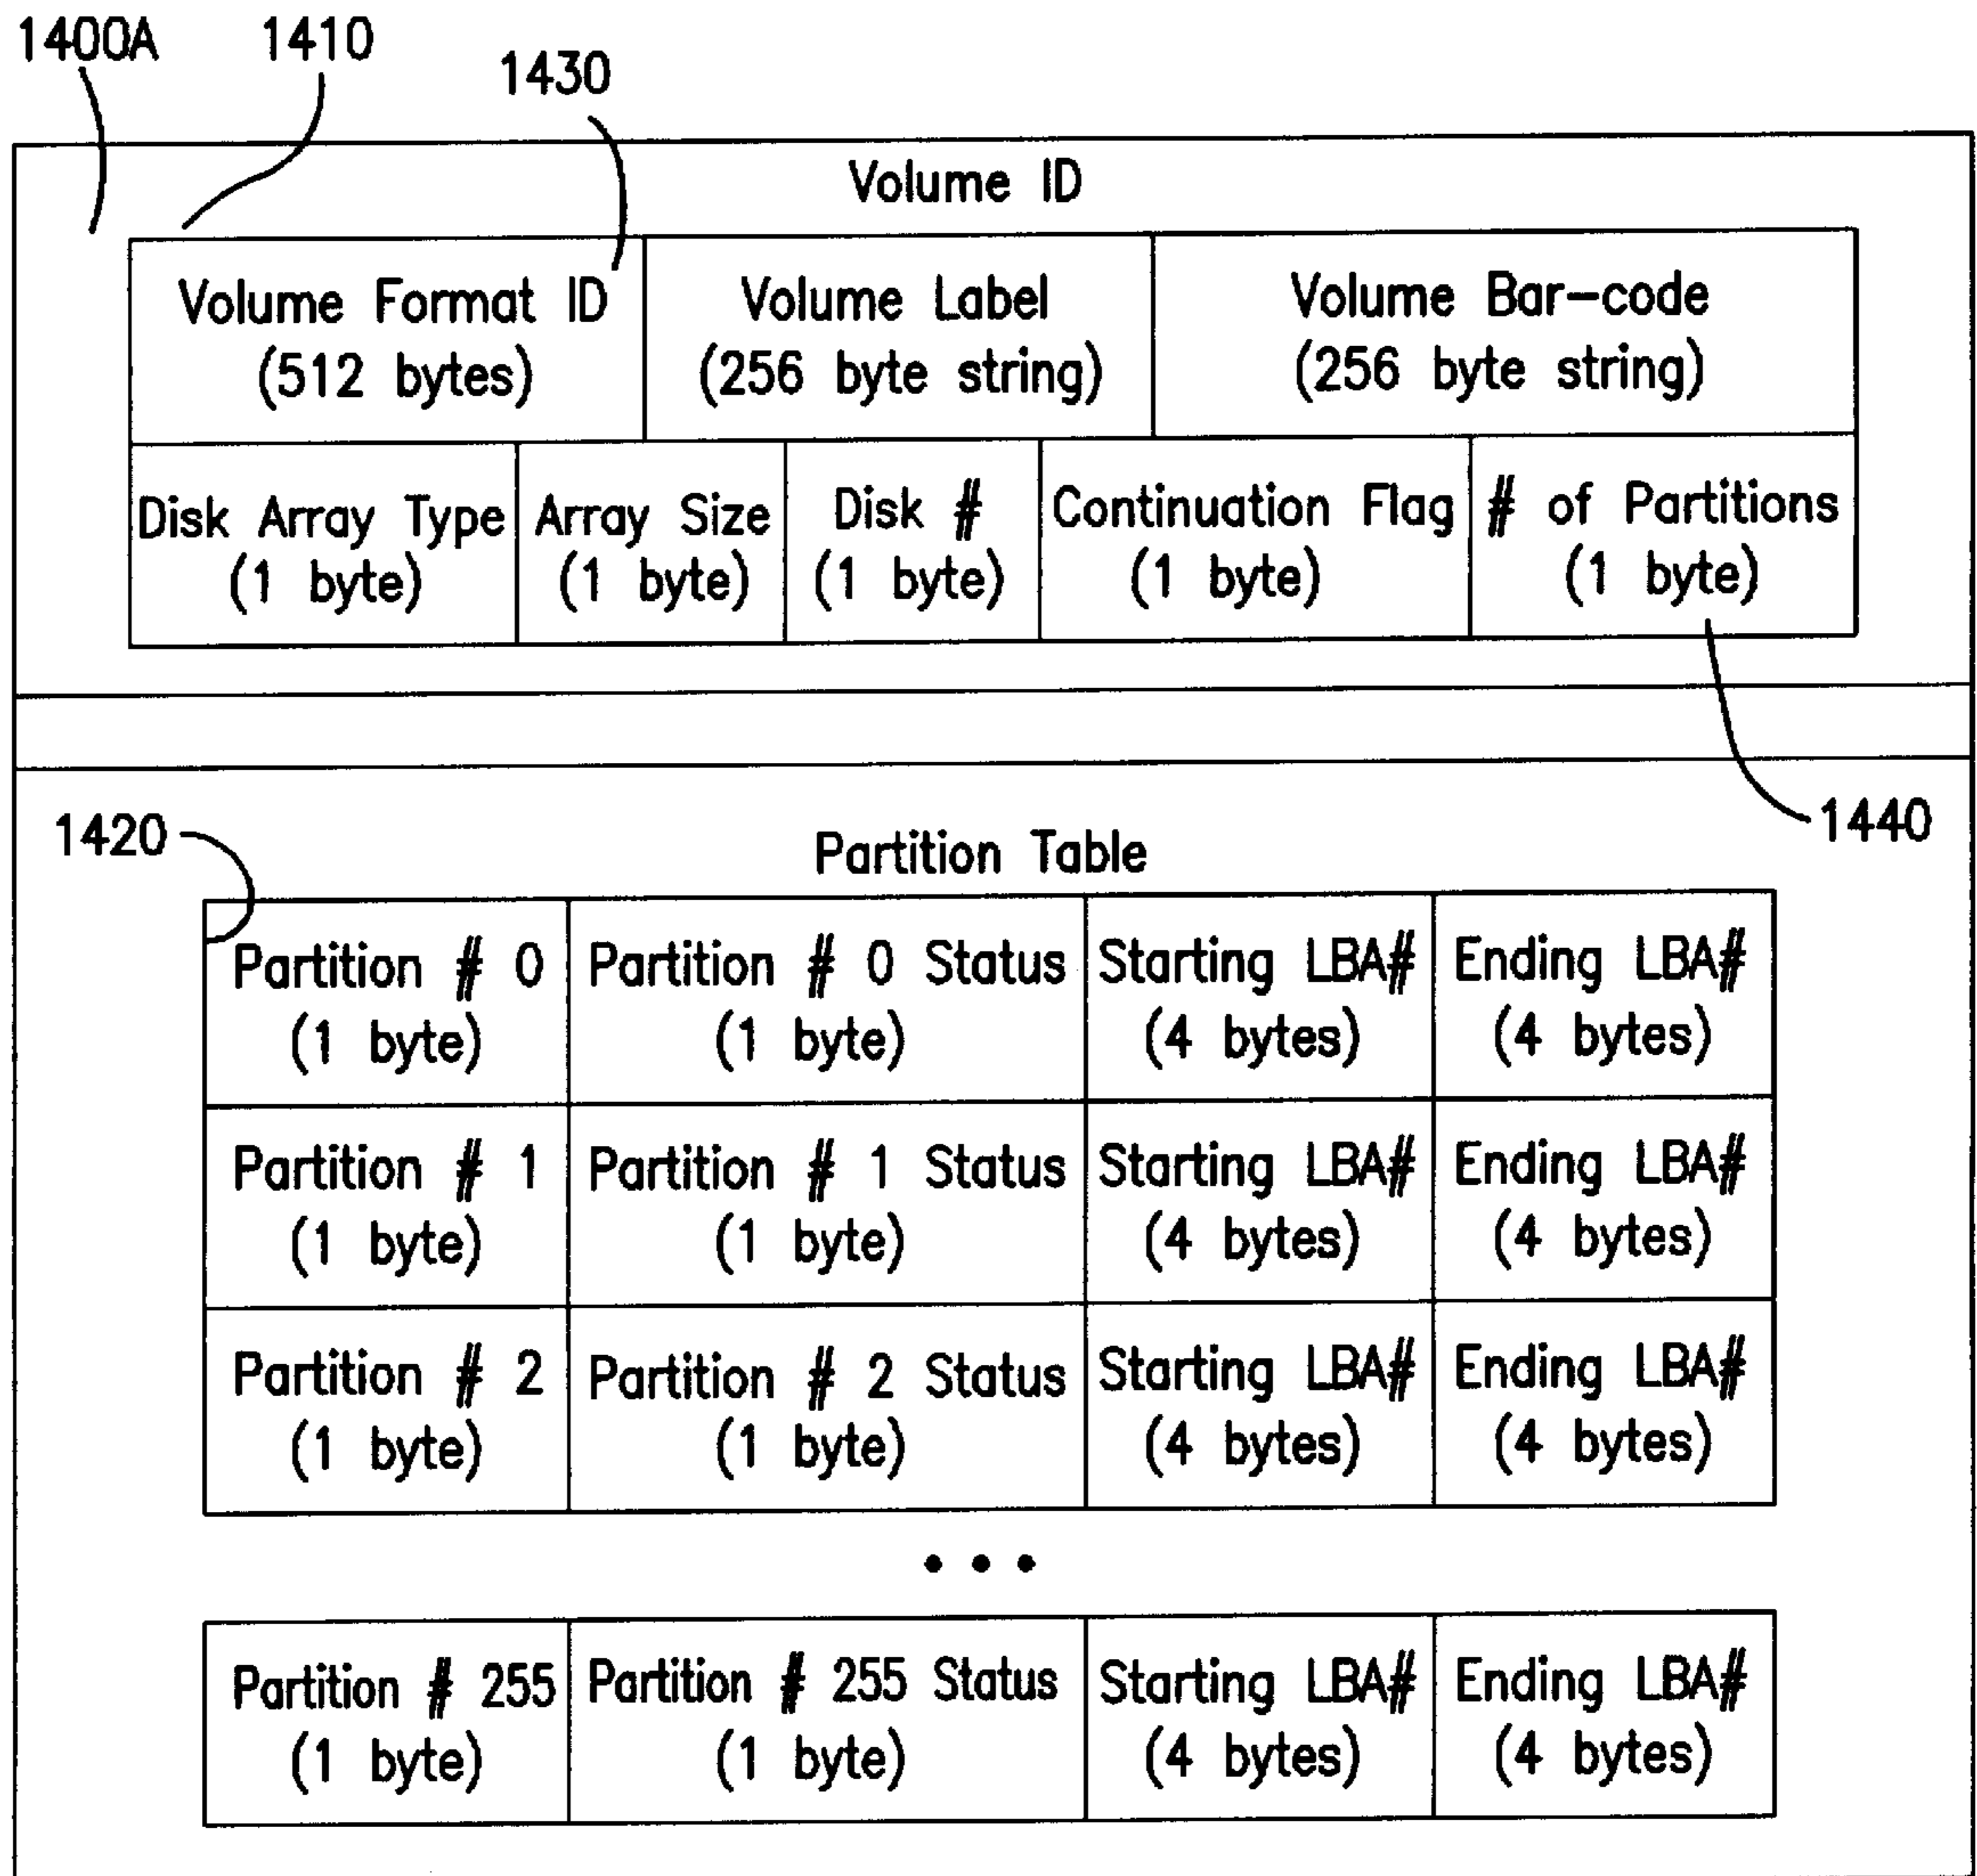 1400A
1410
1430
Volume ID
Volume Format ID
(512 bytes)
Volume Label
(256 byte string)
Volume Bar-code
(256 byte string)
Disk Array Type
(1 byte)
Array Size
(1 byte)
Disk #
(1 byte)
Continuation Flag
(1 byte)
# of Partitions
(1 byte)
1440
1420
Partition Table
Partition # 0
(1 byte)
Partition # 0 Status
(1 byte)
Starting LBA#
(4 bytes)
Ending LBA#
(4 bytes)
Partition # 1
(1 byte)
Partition # 1 Status
(1 byte)
Starting LBA#
(4 bytes)
Ending LBA#
(4 bytes)
Partition # 2
(1 byte)
Partition # 2 Status
(1 byte)
Starting LBA#
(4 bytes)
Ending LBA#
(4 bytes)
• • •
Partition # 255
(1 byte)
Partition # 255 Status
(1 byte)
Starting LBA#
(4 bytes)
Ending LBA#
(4 bytes)